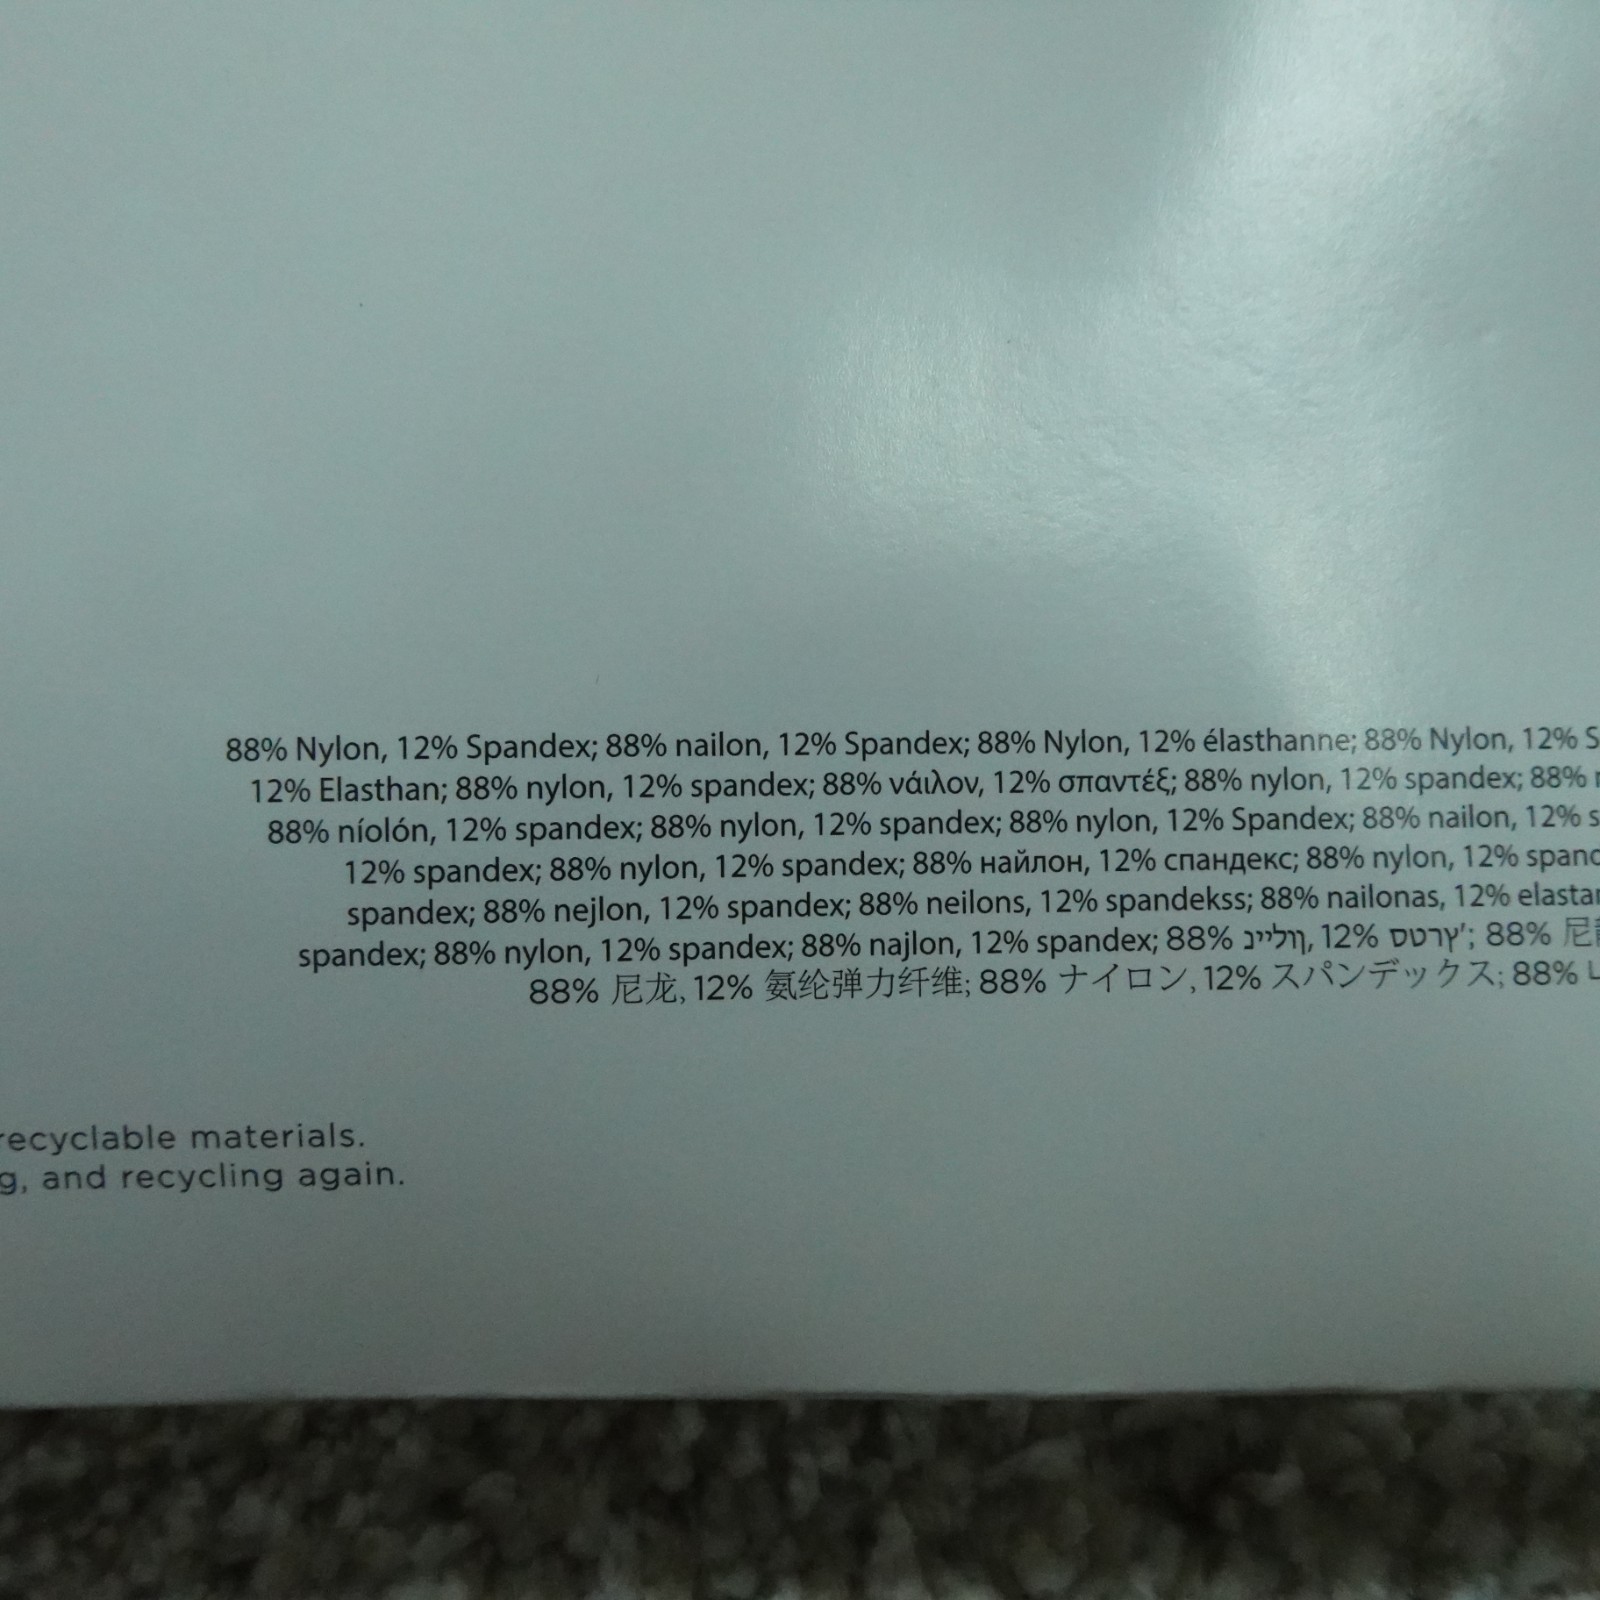 88% Nylon, 12% Spandex; 88% nailon, 12% Spandex; 88% Nylon, 12% élasthanne; 88% Nylon, 12%
12% Elasthan; 88% nylon, 12% spandex; 88% νάιλον, 12% σπαντέξ; 88% nylon, 12% spandex; 88%
88% níolón, 12% spandex; 88% nylon, 12% spandex; 88% nylon, 12% Spandex; 88% nailon, 12%
12% spandex; 88% nylon, 12% spandex; 88% найлон, 12% спандекс; 88% nylon, 12%
spandex; 88% nejlon, 12% spandex; 88% neilons, 12% spandekss; 88% nailonas, 12%
spandex; 88% nylon, 12% spandex; 88% najlon, 12% spandex; 88% ניילון, 12% סטרץ'; 88% 尼
88% 尼龙, 12% 氨纶弹力纤维; 88% ナイロン, 12% スパンデックス; 88%
recyclable materials.
and recycling again.